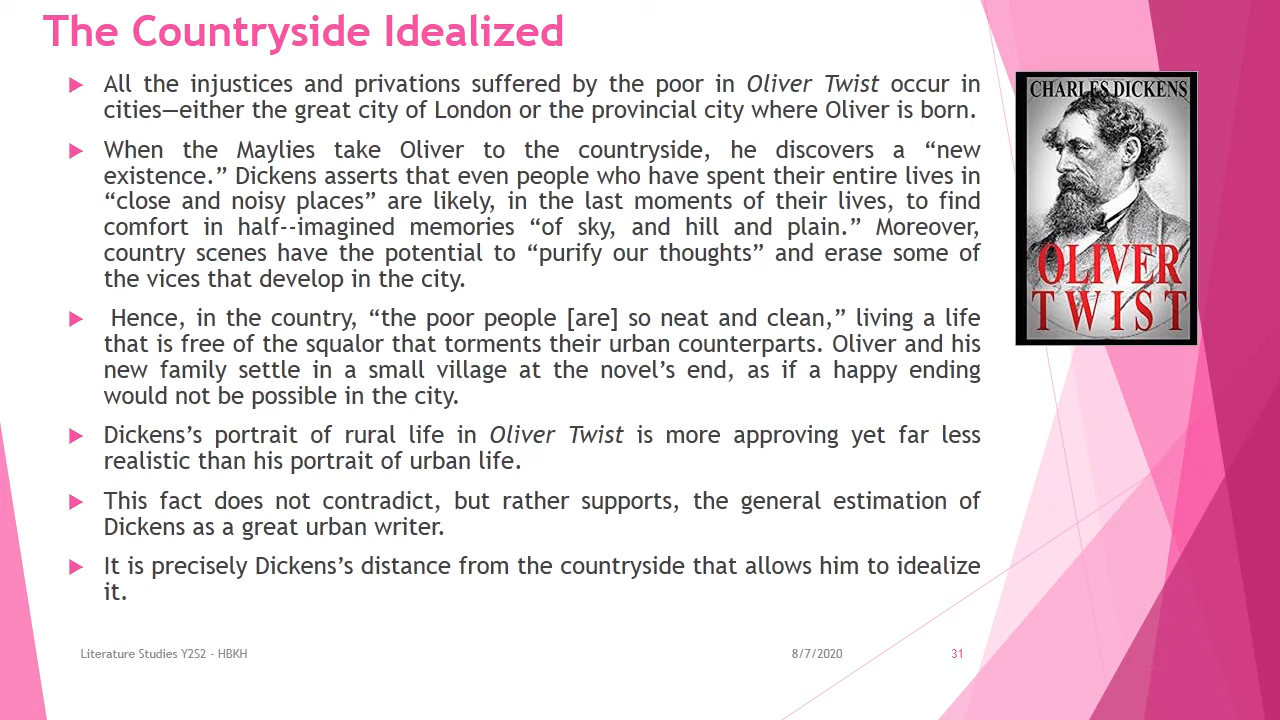 The Countryside Idealized
All the injustices and privations suffered by the poor in Oliver Twist occur in
cities—either the great city of London or the provincial city where Oliver is born.
When the Maylies take Oliver to the countryside, he discovers a “new
existence.” Dickens asserts that even people who have spent their entire lives in
“close and noisy places” are likely, in the last moments of their lives, to find
comfort in half--imagined memories “of sky, and hill and plain.” Moreover,
country scenes have the potential to “purify our thoughts” and erase some of
the vices that develop in the city.
Hence, in the country, “the poor people [are] so neat and clean,” living a life
that is free of the squalor that torments their urban counterparts. Oliver and his
new family settle in a small village at the novel’s end, as if a happy ending
would not be possible in the city.
Dickens’s portrait of rural life in Oliver Twist is more approving yet far less
realistic than his portrait of urban life.
This fact does not contradict, but rather supports, the general estimation of
Dickens as a great urban writer.
It is precisely Dickens’s distance from the countryside that allows him to idealize
it.
CHARLES DICKENS
OLIVER
TWIST
Literature Studies Y2S2 - HBKH
8/7/2020
31